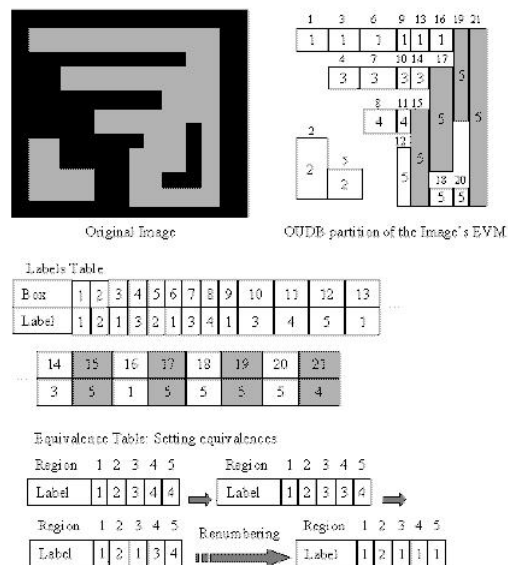 1 3 6 9 13 16 19 21
1 1 1 1 1 1
4 7 10 14 17
3 3 3 3
5 5 5
8 11 15
4 4
12
2
5 5
2
5
2
18 20
5 5
Original Image
OUDB partition of the Image's EVM
Labels Table
Box 1 2 3 4 5 6 7 8 9 10 11 12 13
Label 1 2 1 3 2 1 3 4 1 3 4 5 1
14 15 16 17 18 19 20 21
3 5 1 5 5 5 5 4
Equivalence Table: Setting equivalences
Region 1 2 3 4 5 Region 1 2 3 4 5
Label 1 2 3 4 4 Label 1 2 3 3 4
Region 1 2 3 4 5 Renumbering Region 1 2 3 4 5
Label 1 2 1 3 4 Label 1 2 1 1 1